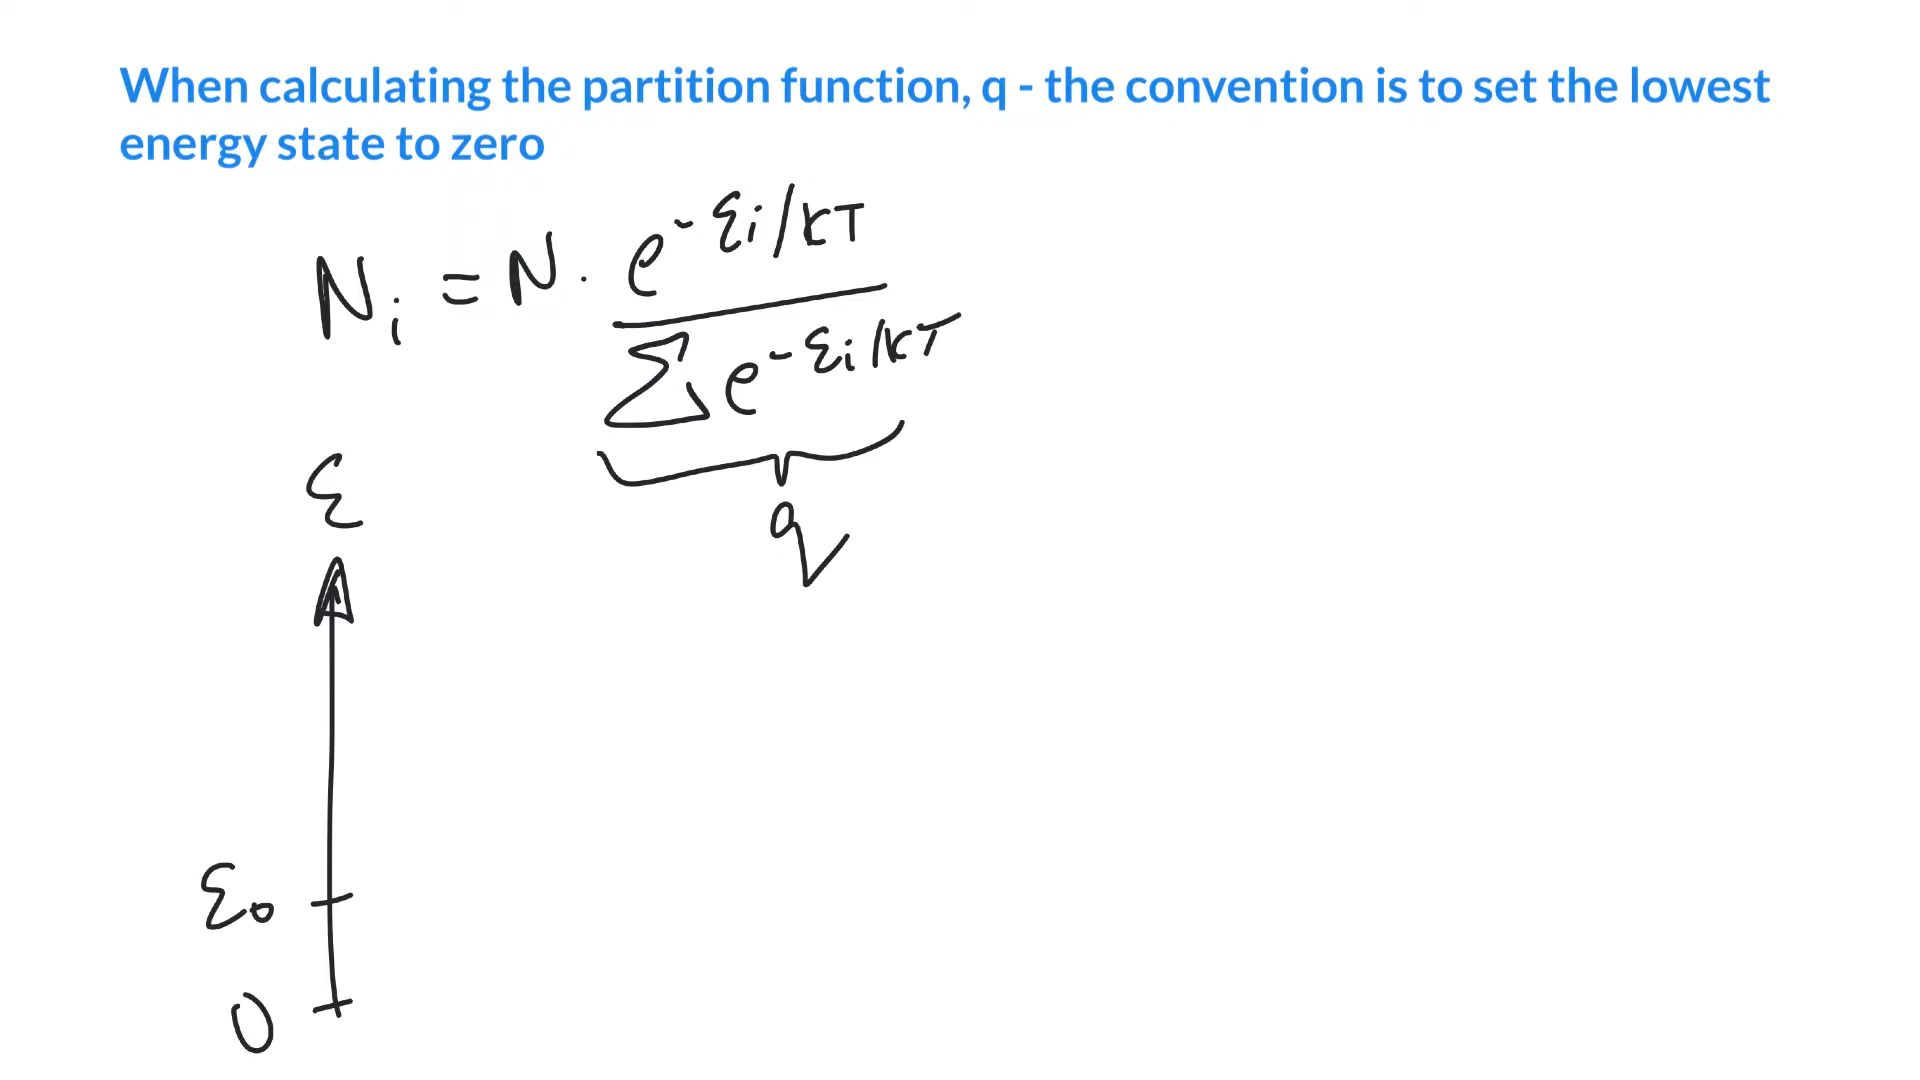 When calculating the partition function, q - the convention is to set the lowest
energy state to zero
Nᵢ = N · e^(-εᵢ/kT) / Σ e^(-εᵢ/kT)
q
ε
ε₀
0